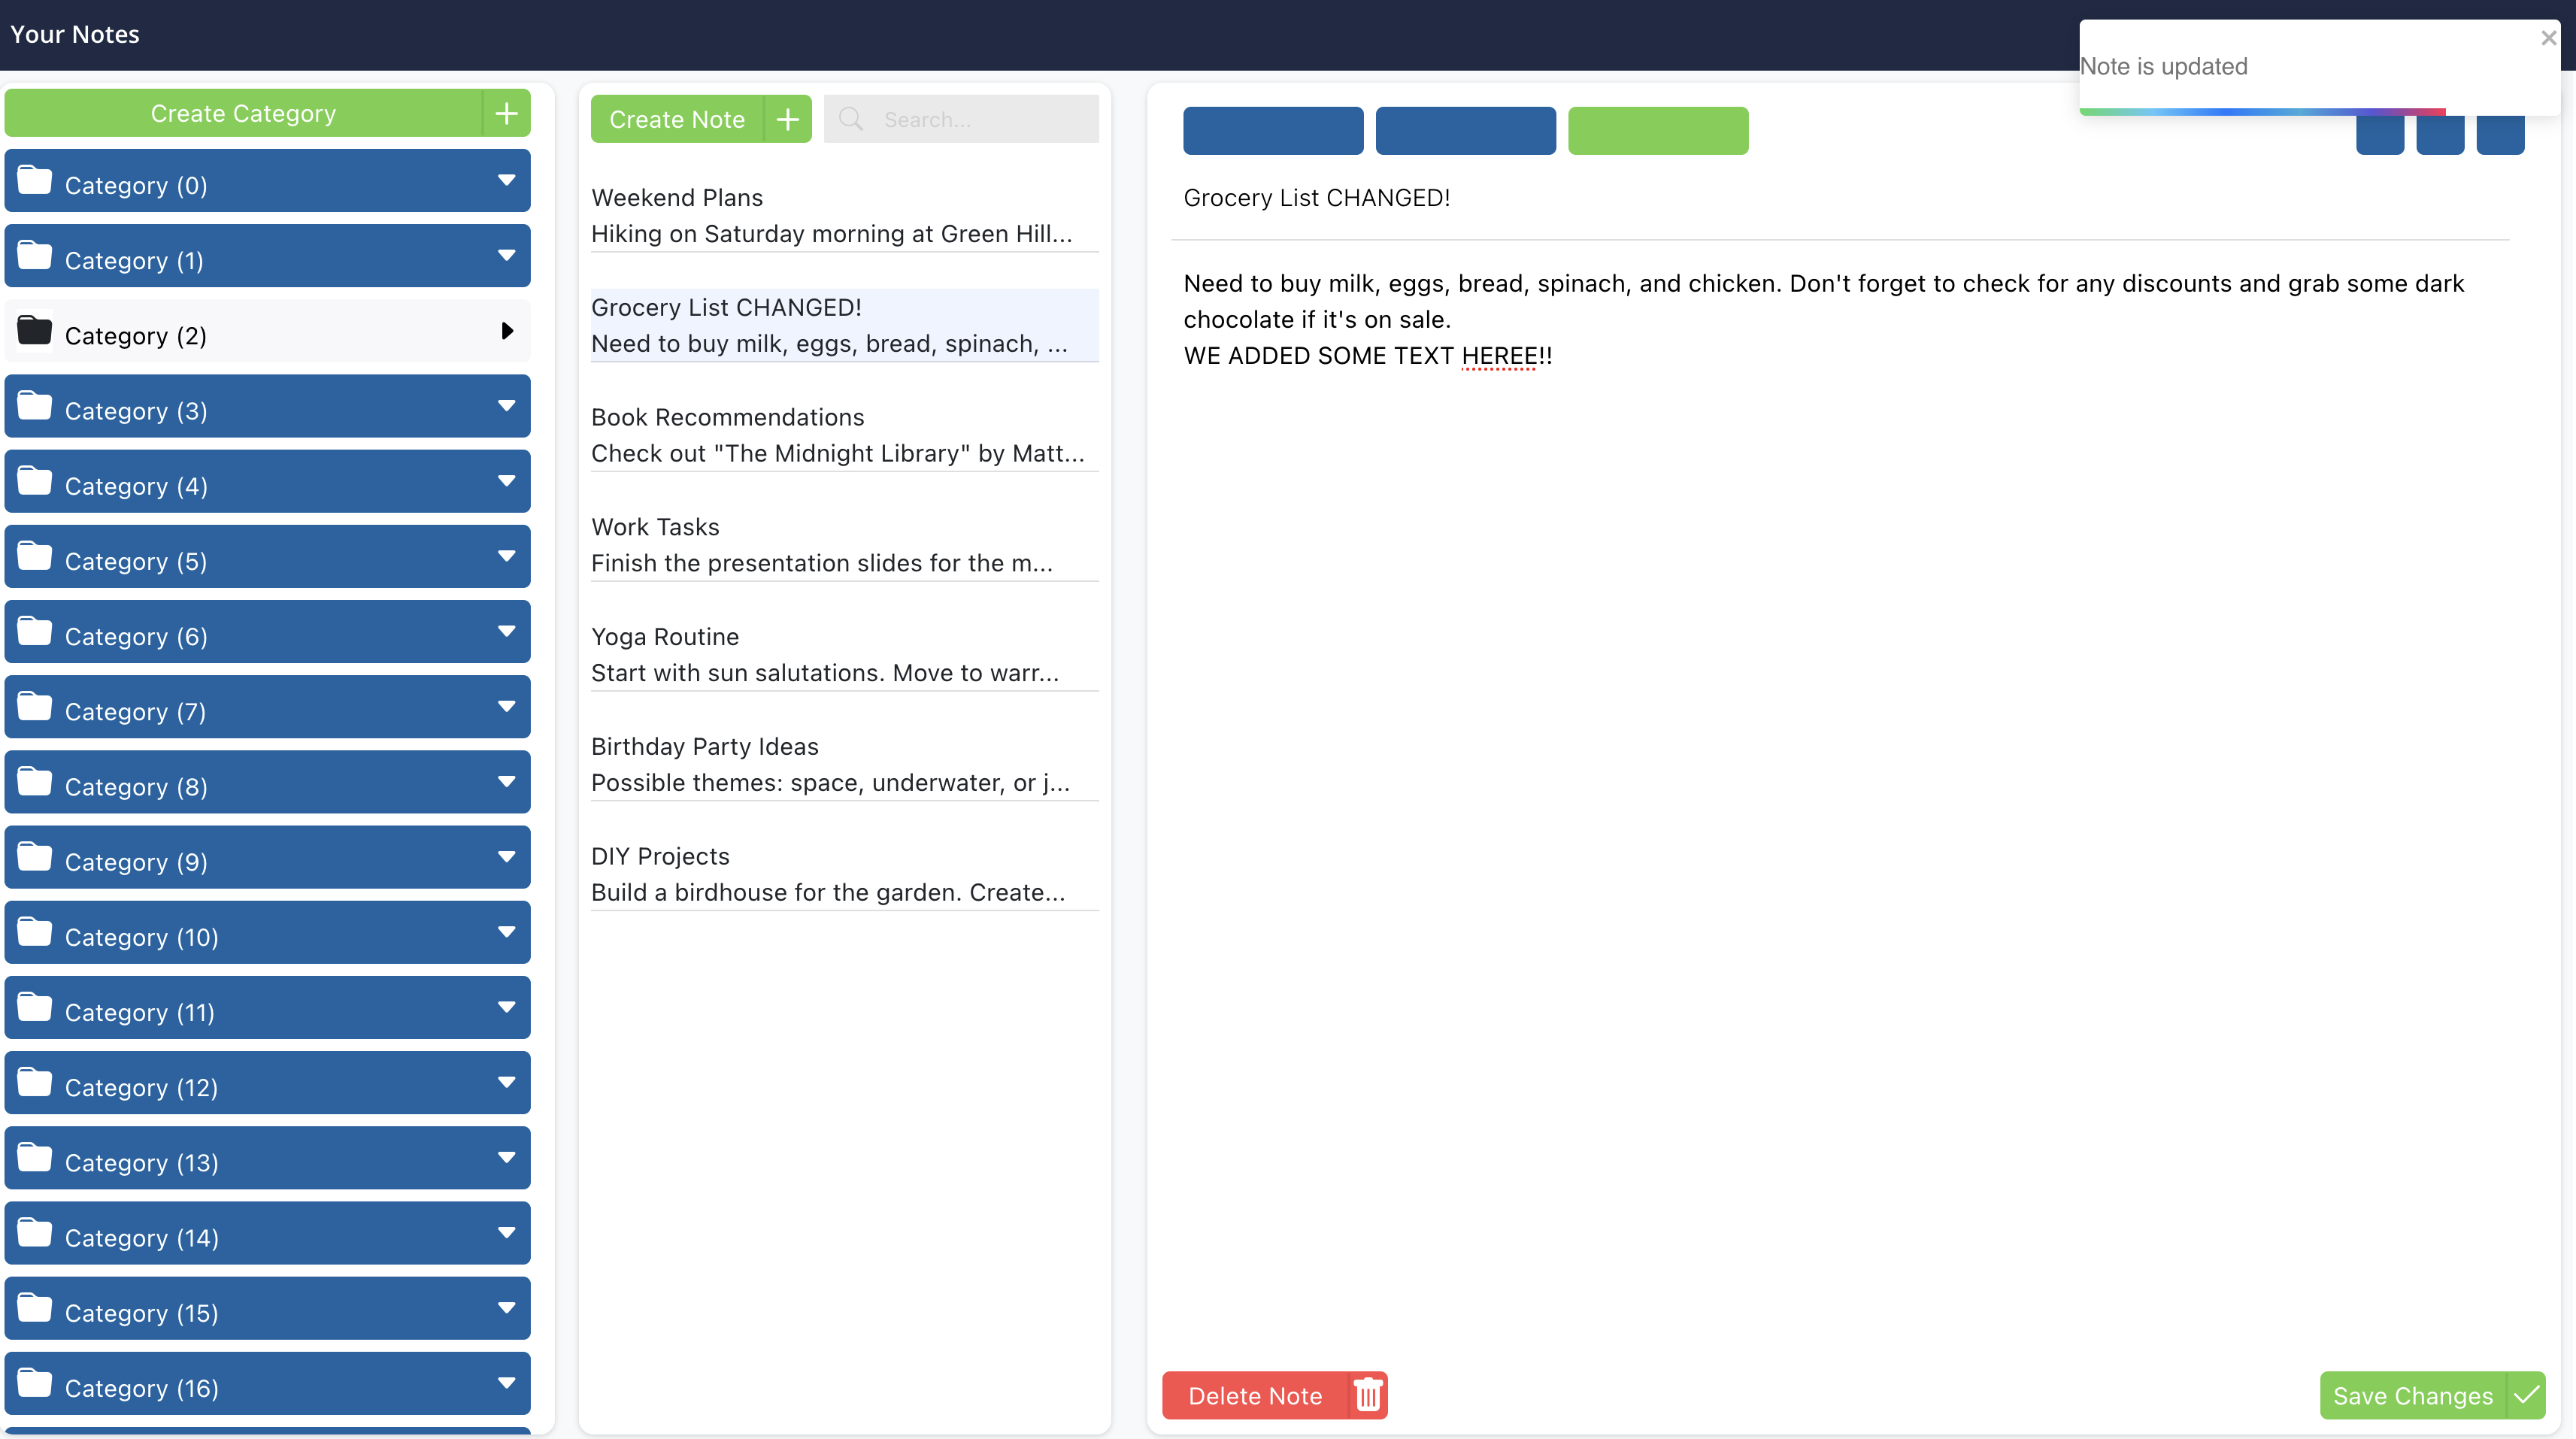 Your Notes
Note is updated
Create Category
Category (0)
Category (1)
Category (2)
Category (3)
Category (4)
Category (5)
Category (6)
Category (7)
Category (8)
Category (9)
Category (10)
Category (11)
Category (12)
Category (13)
Category (14)
Category (15)
Category (16)
Create Note
Search...
Weekend Plans
Hiking on Saturday morning at Green Hill...
Grocery List CHANGED!
Need to buy milk, eggs, bread, spinach, ...
Book Recommendations
Check out "The Midnight Library" by Matt...
Work Tasks
Finish the presentation slides for the m...
Yoga Routine
Start with sun salutations. Move to warr...
Birthday Party Ideas
Possible themes: space, underwater, or j...
DIY Projects
Build a birdhouse for the garden. Create...
Grocery List CHANGED!
Need to buy milk, eggs, bread, spinach, and chicken. Don't forget to check for any discounts and grab some dark
chocolate if it's on sale.
WE ADDED SOME TEXT HEREE!!
Delete Note
Save Changes